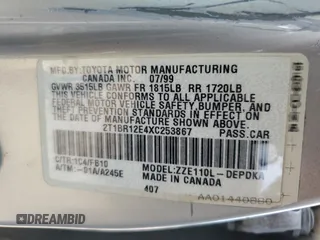 MFD. BY: TOYOTA MOTOR MANUFACTURING
CANADA INC. 07/99
GVWR 3515LB GAWR FR 1815LB RR 1720LB
THIS VEHICLE CONFORMS TO ALL APPLICABLE
FEDERAL MOTOR VEHICLE SAFETY, BUMPER,
AND THEFT PREVENTION STANDARDS IN EFFECT
ON THE DATE OF MANUFACTURE SHOWN ABOVE.
2T1BR12E4XC253867 PASS.CAR
C/TR:1C4/FB10 MODEL:ZZE110L-DEPDKA
A/TM:-01A/A245E MADE IN CANADA
407
DREAMBID